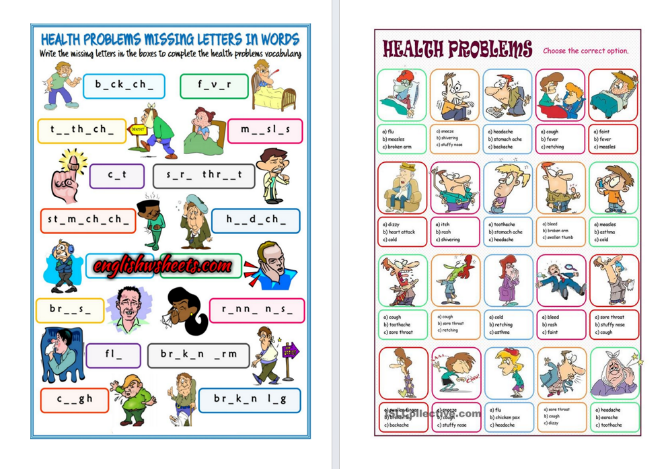 HEALTH PROBLEMS MISSING LETTERS IN WORDS
Write the missing letters in the boxes to complete the health problems vocabulary
b_ck_ch_
f_v_r
t__th_ch_
m__sl_s
c_t
s_r_ thr__t
st_m_ch_ch_
h__d_ch_
englishwsheets.com
br__s_
r_nn_ n_s_
fl_
br_k_n _rm
c__gh
br_k_n l_g
HEALTH PROBLEMS
Choose the correct option.
a) flu
b) measles
c) broken arm
a) sneeze
b) shivering
c) stuffy nose
a) headache
b) stomach ache
c) backache
a) cough
b) fever
c) retching
a) faint
b) fever
c) measles
a) dizzy
b) heart attack
c) cold
a) itch
b) rash
c) shivering
a) toothache
b) stomach ache
c) headache
a) bleed
b) broken arm
c) swollen thumb
a) measles
b) asthma
c) cold
a) cough
b) toothache
c) sore throat
a) cough
b) sore throat
c) retching
a) cold
b) retching
c) asthma
a) bleed
b) rash
c) faint
a) sore throat
b) stuffy nose
c) cough
c) backache
a) sneeze
b) cough
c) stuffy nose
a) flu
b) chicken pox
c) headache
a) sore throat
b) cough
c) dizzy
a) headache
b) earache
c) toothache